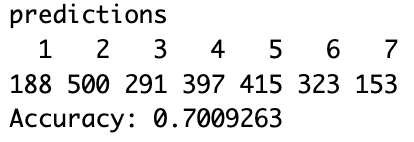 predictions
1 2 3 4 5 6 7
188 500 291 397 415 323 153
Accuracy: 0.7009263